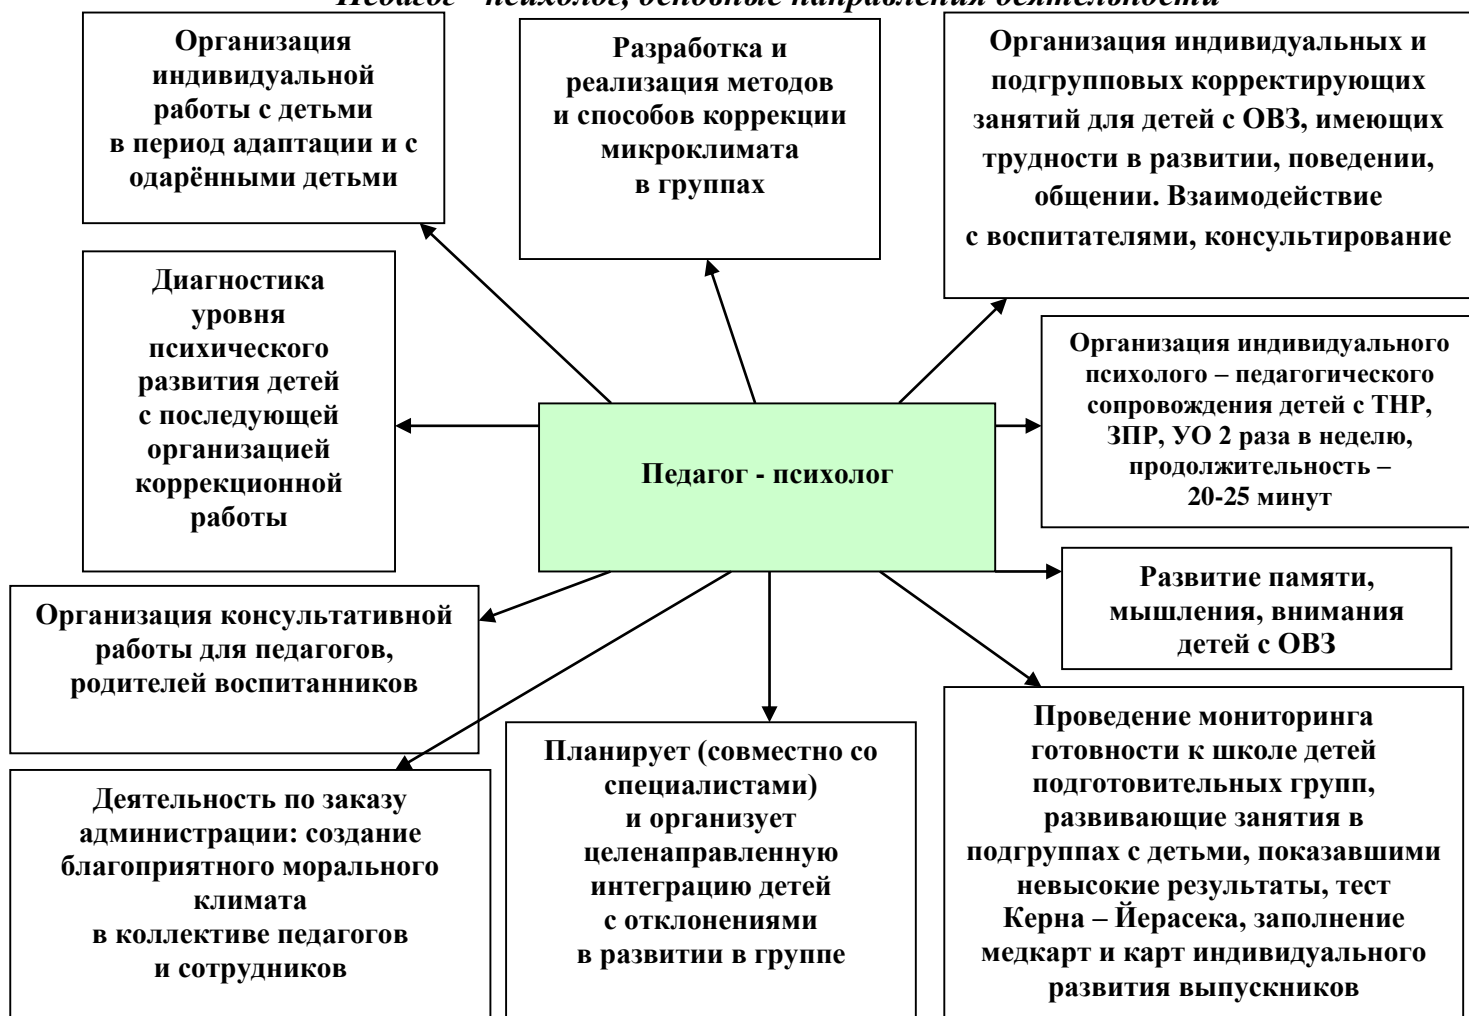 Педагог - психолог, основные направления деятельности
Организация
индивидуальной
работы с детьми
в период адаптации и с
одарёнными детьми
Разработка и
реализация методов
и способов коррекции
микроклимата
в группах
Организация индивидуальных и
подгрупповых корректирующих
занятий для детей с ОВЗ, имеющих
трудности в развитии, поведении,
общении. Взаимодействие
с воспитателями, консультирование
Диагностика
уровня
психического
развития детей
с последующей
организацией
коррекционной
работы
Организация индивидуального
психолого – педагогического
сопровождения детей с ТНР,
ЗПР, УО 2 раза в неделю,
продолжительность –
20-25 минут
Педагог - психолог
Развитие памяти,
мышления, внимания
детей с ОВЗ
Организация консультативной
работы для педагогов,
родителей воспитанников
Деятельность по заказу
администрации: создание
благоприятного морального
климата
в коллективе педагогов
и сотрудников
Планирует (совместно со
специалистами)
и организует
целенаправленную
интеграцию детей
с отклонениями
в развитии в группе
Проведение мониторинга
готовности к школе детей
подготовительных групп,
развивающие занятия в
подгруппах с детьми, показавшими
невысокие результаты, тест
Керна – Йерасека, заполнение
медкарт и карт индивидуального
развития выпускников